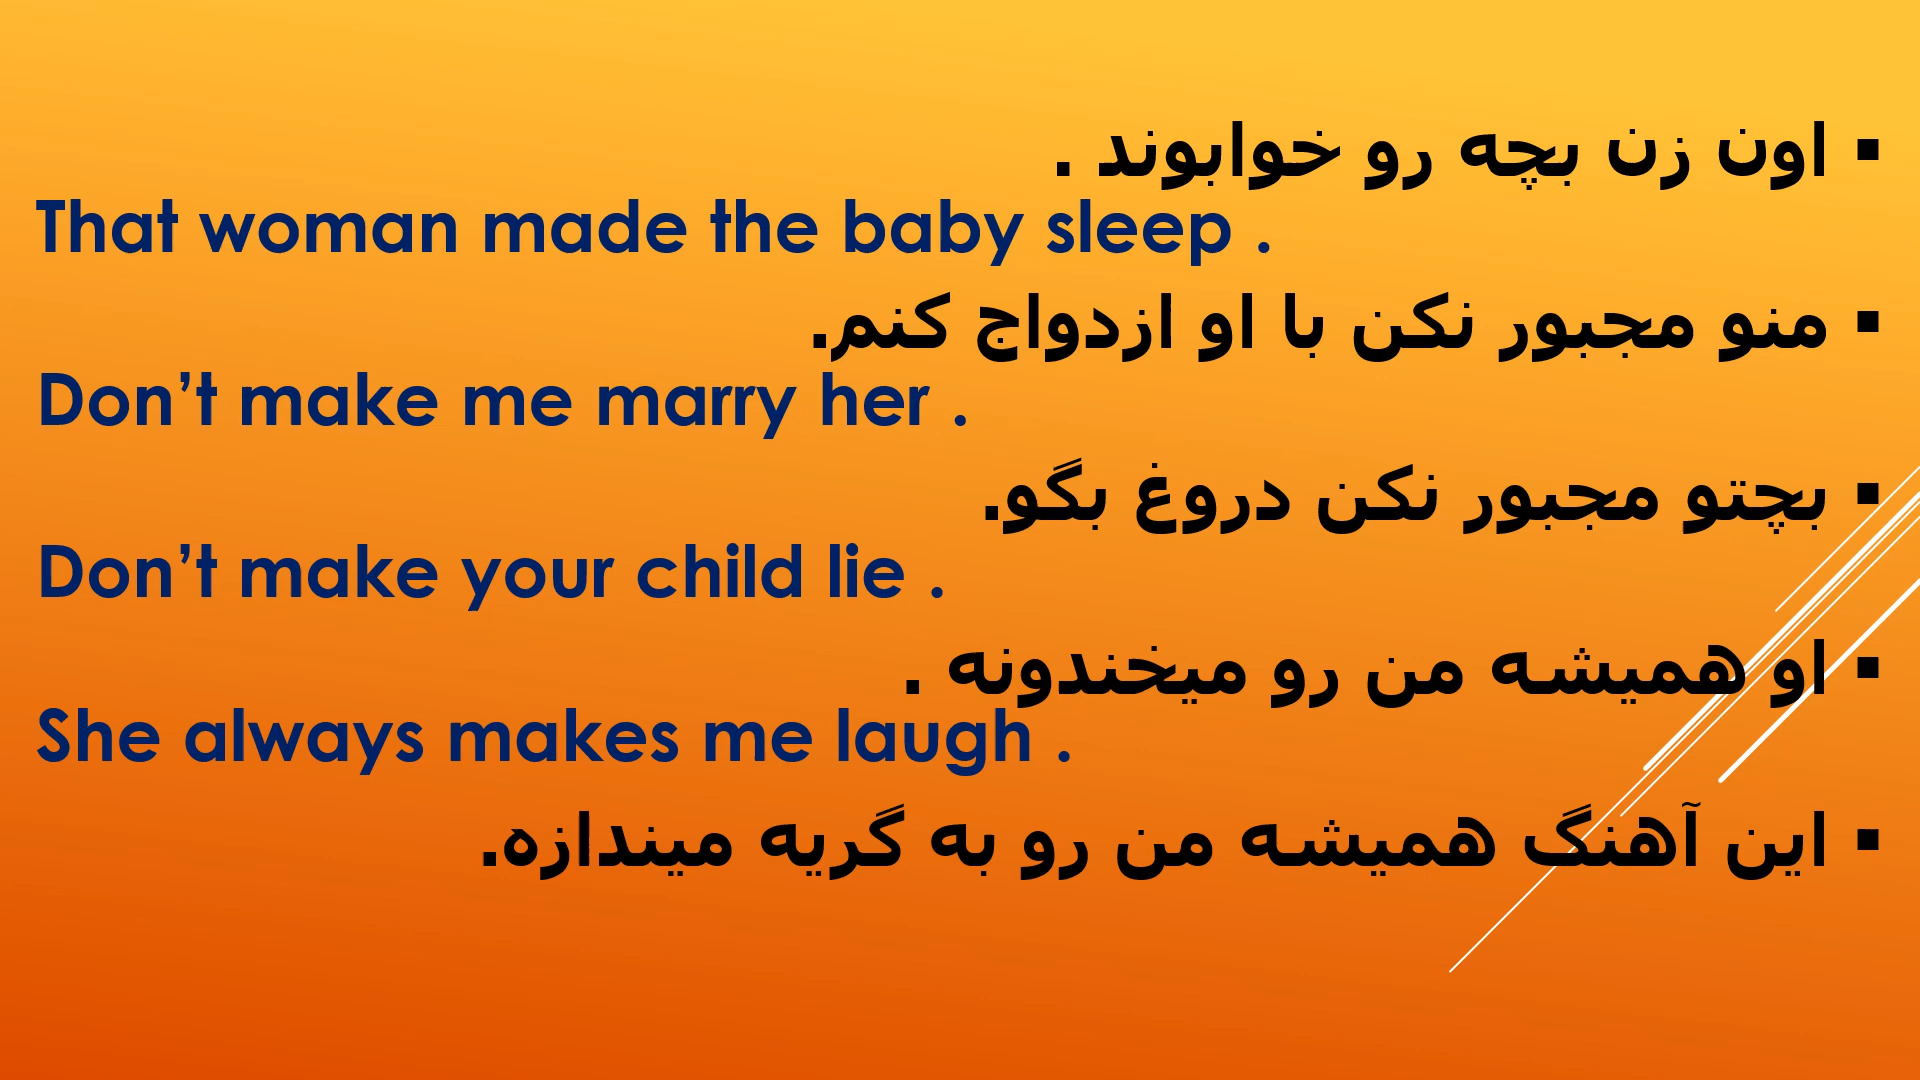 ▪ اون زن بچه رو خوابوند .
That woman made the baby sleep .
▪ منو مجبور نکن با او ازدواج کنم.
Don’t make me marry her .
▪ بچتو مجبور نکن دروغ بگو.
Don’t make your child lie .
▪ او همیشه من رو میخندونه .
She always makes me laugh .
▪ این آهنگ همیشه من رو به گریه میندازه.